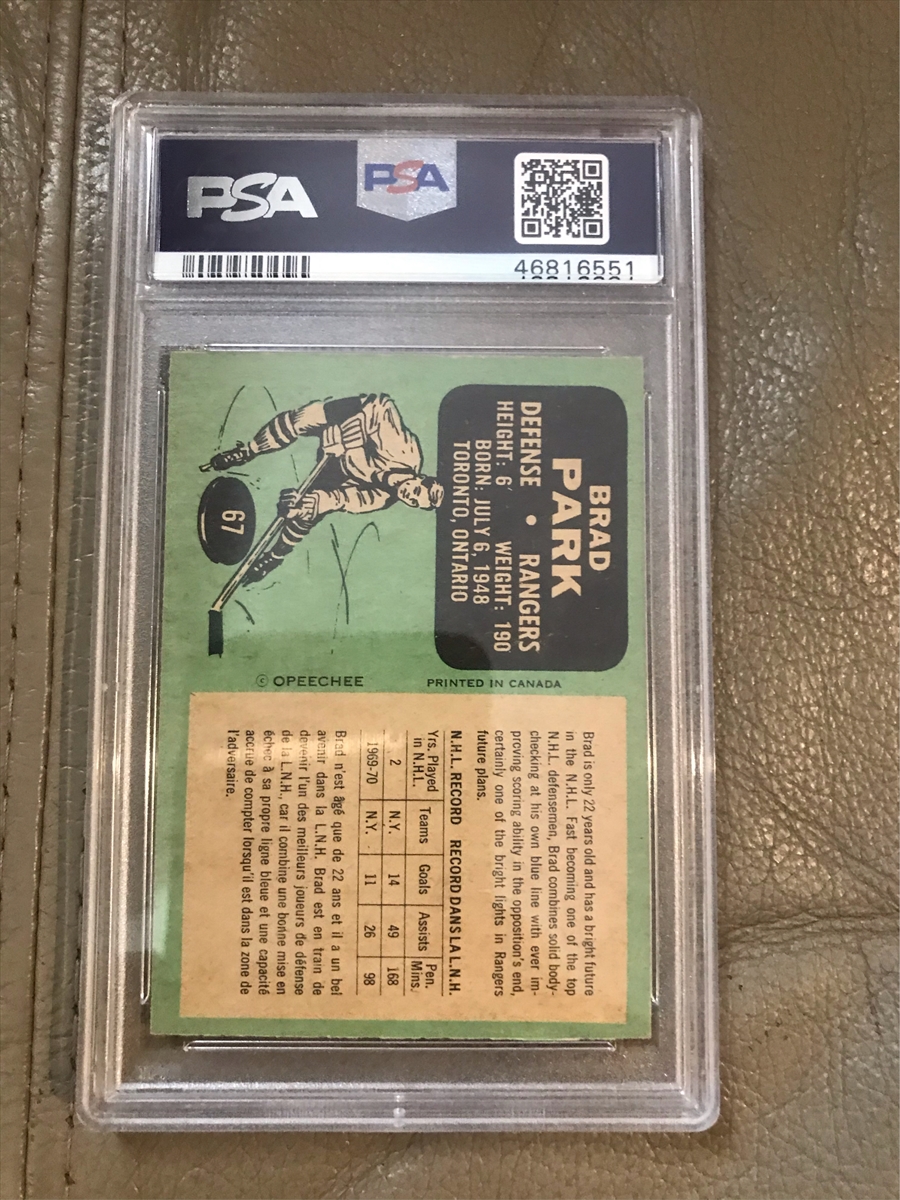 PSA
PSA
46816551
BRAD
PARK
DEFENSE • RANGERS
HEIGHT: 6' WEIGHT: 190
BORN: JULY 6, 1948
TORONTO, ONTARIO
67
© OPEECHEE PRINTED IN CANADA
Brad is only 22 years old and has a bright future
in the N.H.L. Fast becoming one of the top
N.H.L. defensemen, Brad combines solid body-
checking at his own blue line with ever im-
proving scoring ability in the opposition's end,
certainly one of the bright lights in Rangers
future plans.
N.H.L. RECORD RECORD DANS LA L.N.H.
Yrs. Played in N.H.L. Teams Goals Assists Pen. Mins.
2 N.Y. 14 49 168
1969-70 N.Y. 11 26 98
Brad n'est âgé que de 22 ans et il a un bel
avenir dans la L.N.H. Brad est en train de
devenir l'un des meilleurs joueurs de défense
de la L.N.H., car il combine une bonne mise en
échec à sa propre ligne bleue et une capacité
accrue de compter lorsqu'il est dans la zone de
l'adversaire.